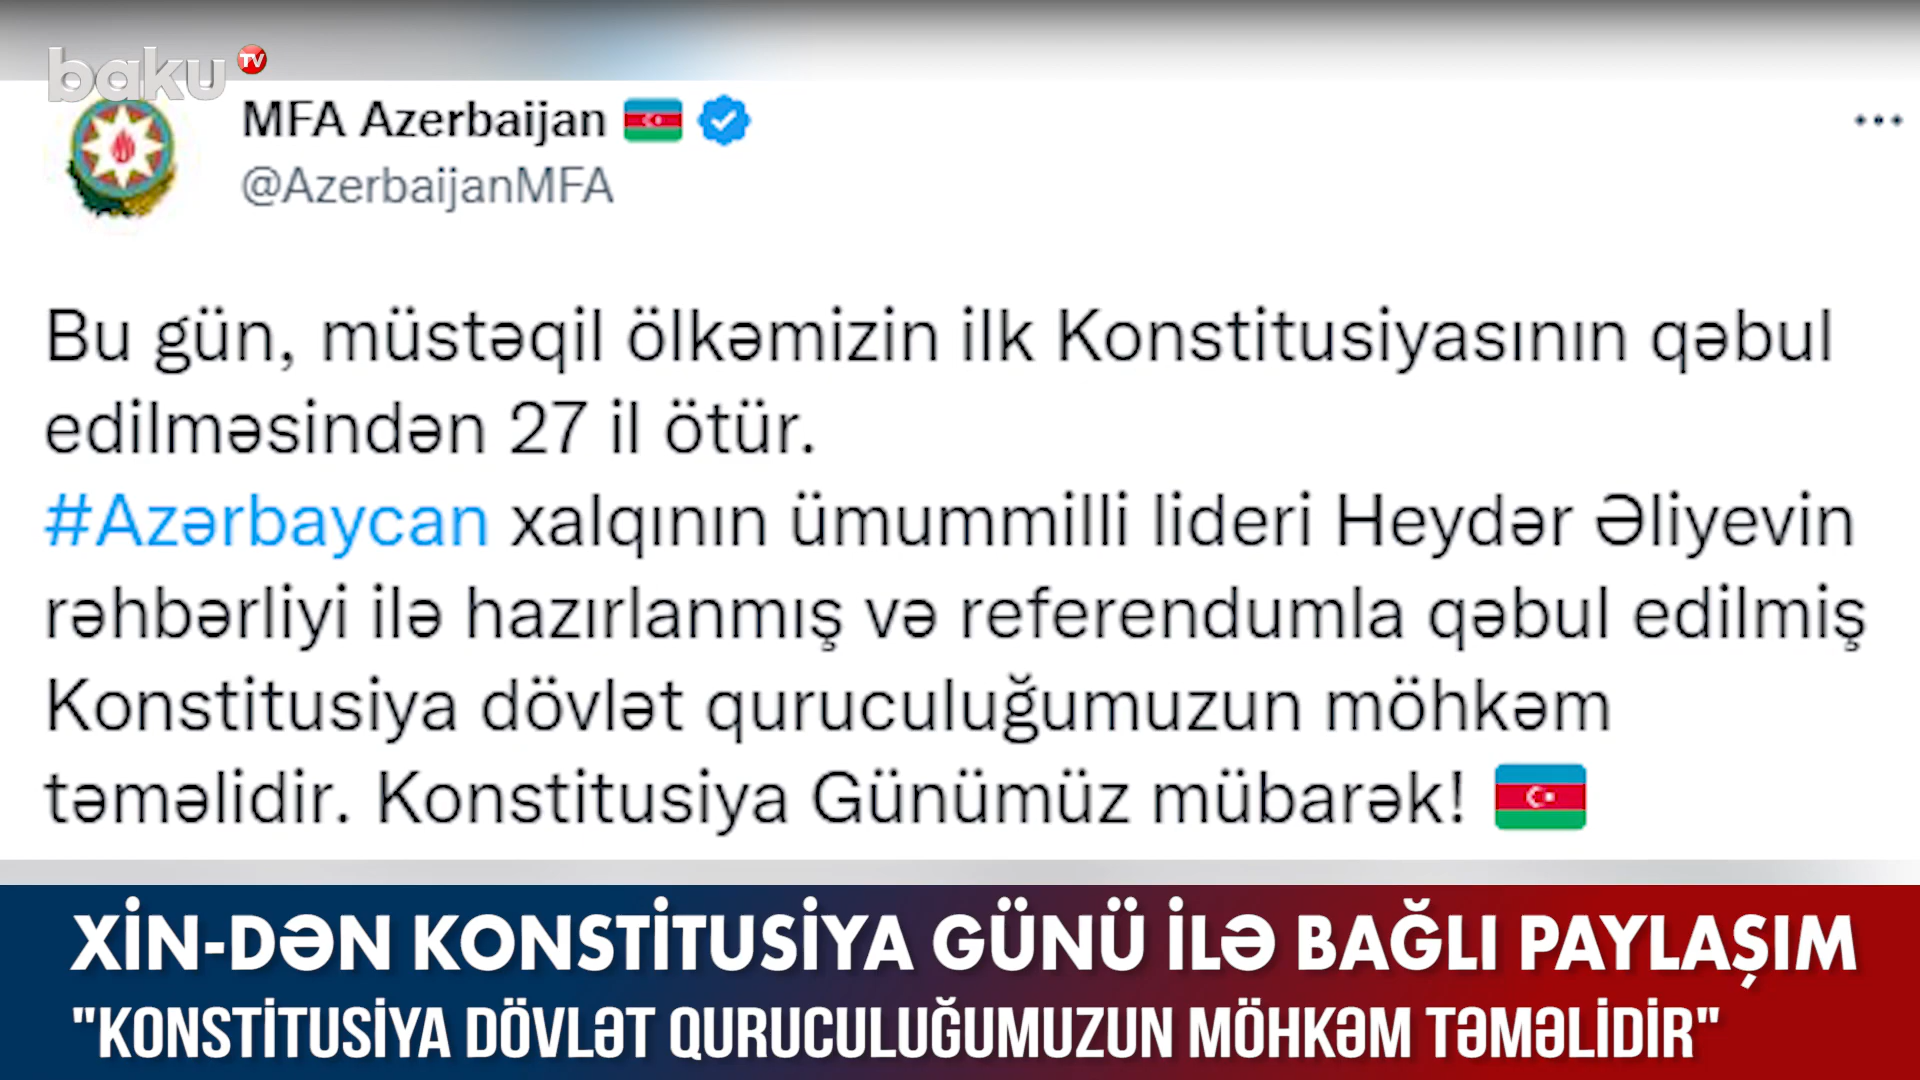 baku TV
MFA Azerbaijan
@AzerbaijanMFA
Bu gün, müstəqil ölkəmizin ilk Konstitusiyasının qəbul
edilməsindən 27 il ötür.
#Azərbaycan xalqının ümummilli lideri Heydər Əliyevin
rəhbərliyi ilə hazırlanmış və referendumla qəbul edilmiş
Konstitusiya dövlət quruculuğumuzun möhkəm
təməlidir. Konstitusiya Günümüz mübarək!
XİN-DƏN KONSTİTUSİYA GÜNÜ İLƏ BAĞLI PAYLAŞIM
"KONSTİTUSİYA DÖVLƏT QURUCULUĞUMUZUN MÖHKƏM TƏMƏLİDİR"